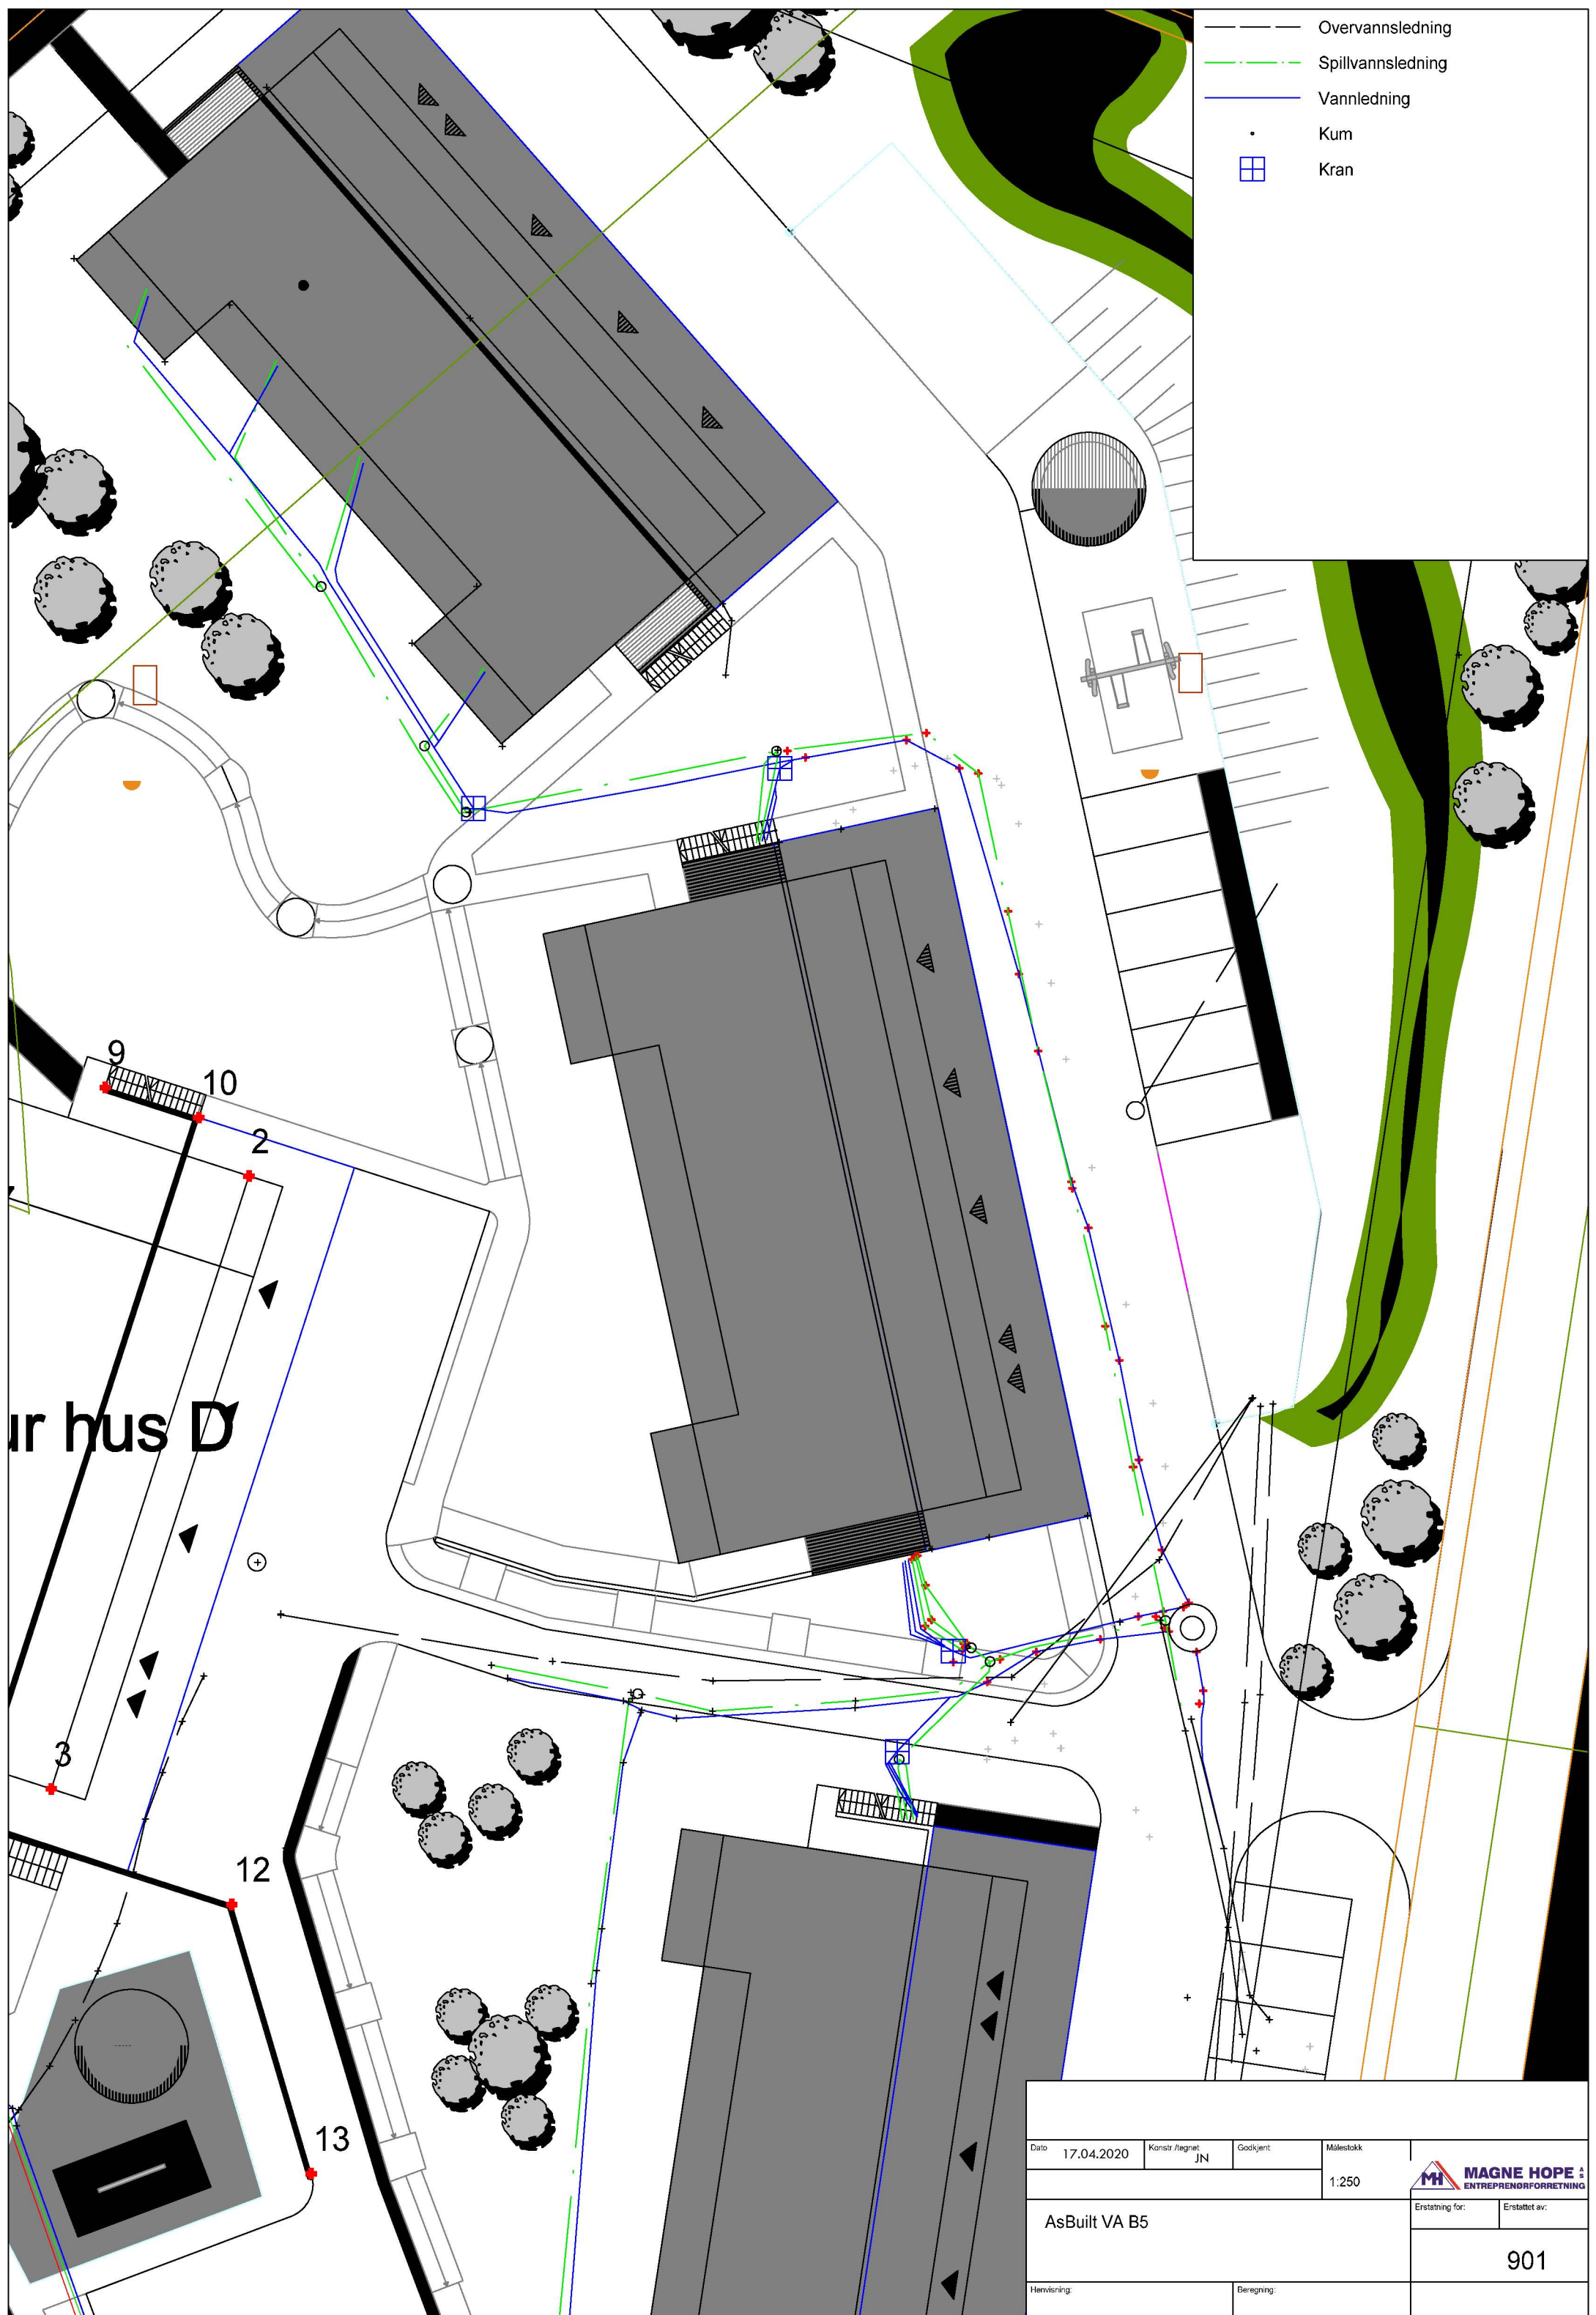 Overvannsledning
Spillvannsledning
Vannledning
Kum
Kran
9
10
2
ur hus D
3
12
13
Dato
17.04.2020
Konstr./tegnet
JN
Godkjent
Målestokk
1:250
MAGNE HOPE AS
ENTREPRENØRFORRETNING
AsBuilt VA B5
Erstatning for:
Erstattet av:
901
Henvisning:
Beregning: